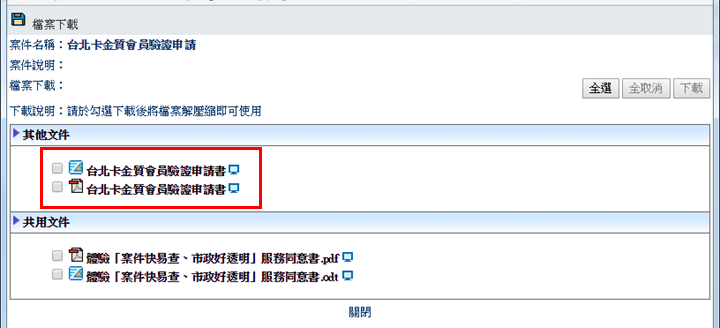 檔案下載
案件名稱：台北卡金質會員驗證申請
案件說明：
檔案下載：
全選 全取消 下載
下載說明：請於勾選下載後將檔案解壓縮即可使用
其他文件
台北卡金質會員驗證申請書
台北卡金質會員驗證申請書
共用文件
體驗「案件快易查、市政好透明」服務同意書.pdf
體驗「案件快易查、市政好透明」服務同意書.odt
關閉